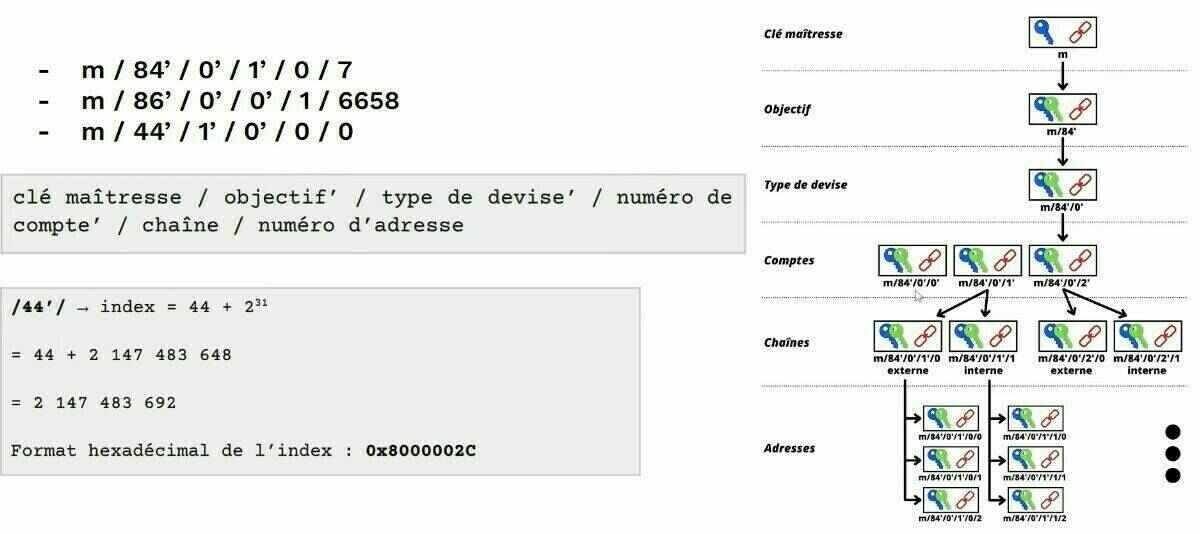 - m / 84’ / 0’ / 1’ / 0 / 7
- m / 86’ / 0’ / 0’ / 1 / 6658
- m / 44’ / 1’ / 0’ / 0 / 0
clé maîtresse / objectif’ / type de devise’ / numéro de
compte’ / chaîne / numéro d’adresse
/44’/ → index = 44 + 2³¹
= 44 + 2 147 483 648
= 2 147 483 692
Format hexadécimal de l’index : 0x8000002C
Clé maîtresse
m
Objectif
m/84'
Type de devise
m/84'/0'
Comptes
m/84'/0'/0' m/84'/0'/1' m/84'/0'/2'
Chaînes
m/84'/0'/1'/0 m/84'/0'/1'/1 m/84'/0'/2'/0 m/84'/0'/2'/1
externe interne externe interne
Adresses
m/84'/0'/1'/0/0 m/84'/0'/1'/1/0
m/84'/0'/1'/0/1 m/84'/0'/1'/1/1
m/84'/0'/1'/0/2 m/84'/0'/1'/1/2